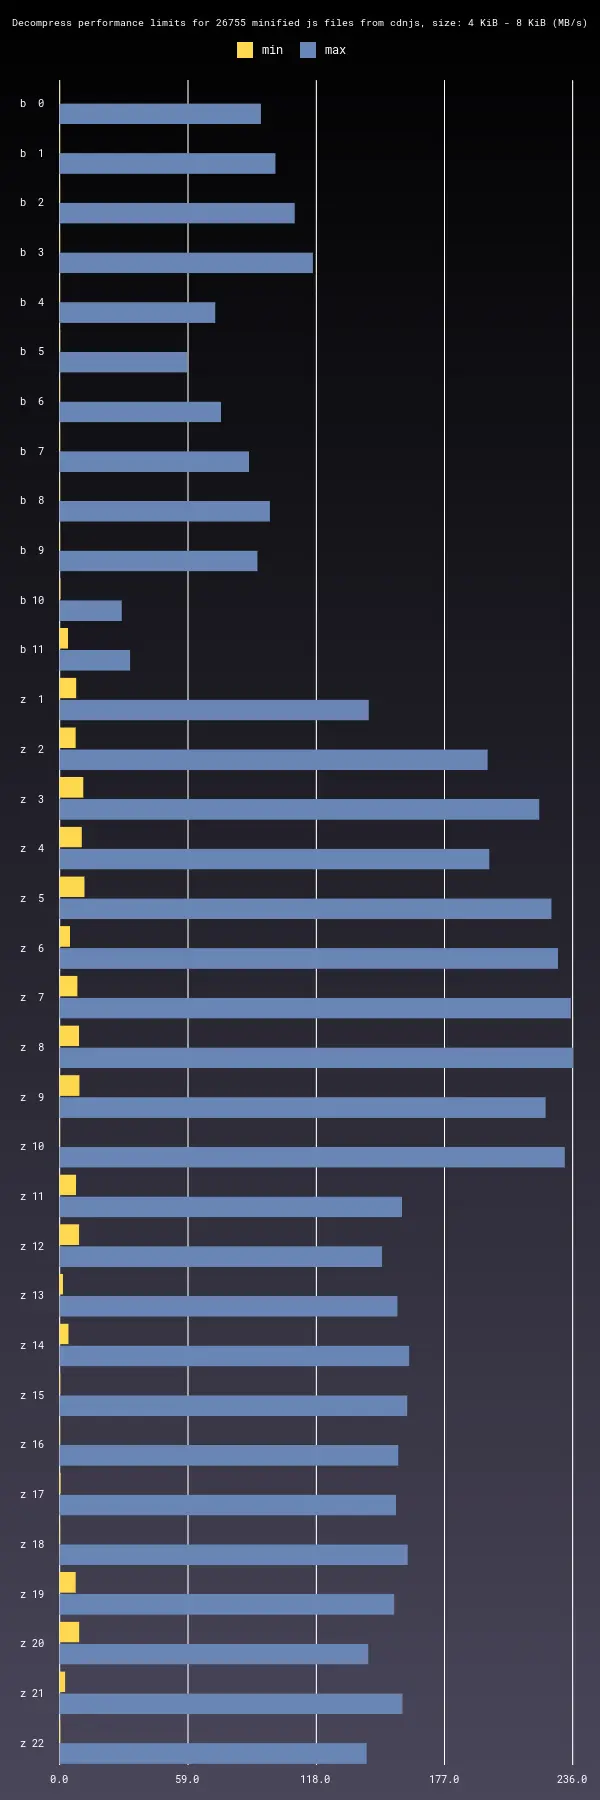 Decompress performance limits for 26755 minified js files from cdnjs, size: 4 KiB - 8 KiB (MB/s)
min max
b 0
b 1
b 2
b 3
b 4
b 5
b 6
b 7
b 8
b 9
b 10
b 11
z 1
z 2
z 3
z 4
z 5
z 6
z 7
z 8
z 9
z 10
z 11
z 12
z 13
z 14
z 15
z 16
z 17
z 18
z 19
z 20
z 21
z 22
0.0 59.0 118.0 177.0 236.0